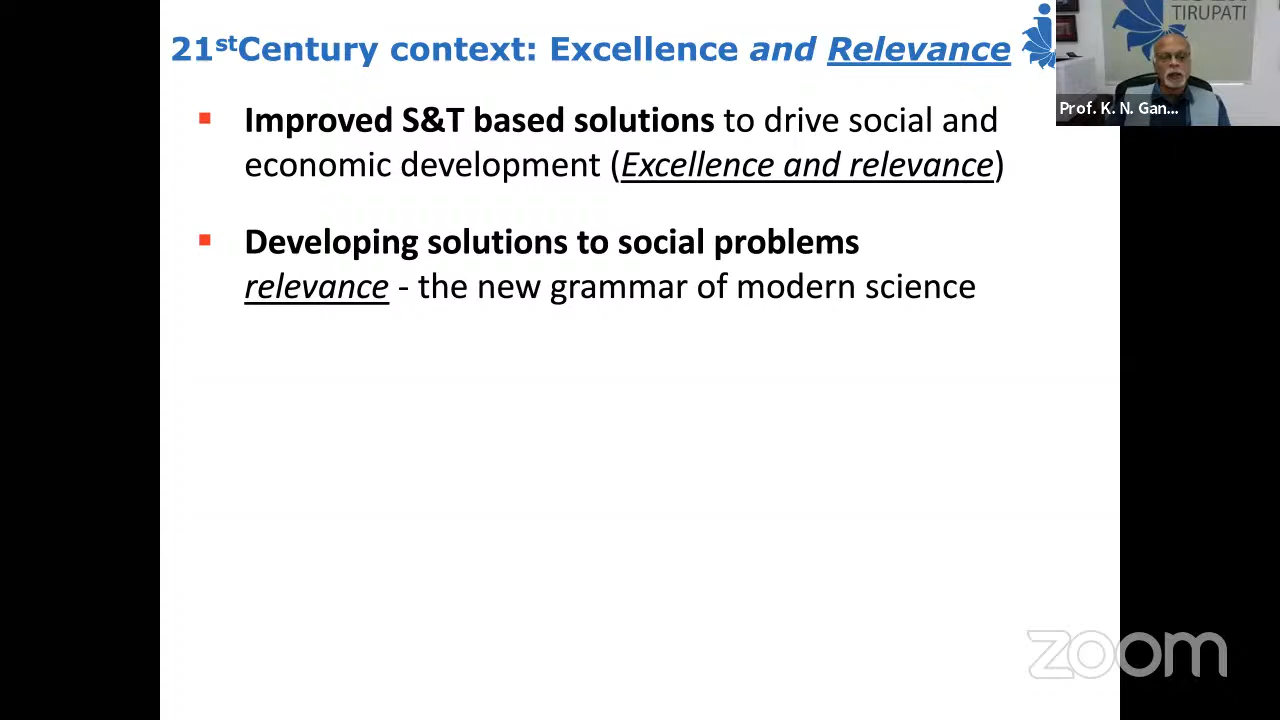 21stCentury context: Excellence and Relevance
TIRUPATI
Prof. K. N. Gan...
▪ Improved S&T based solutions to drive social and
economic development (Excellence and relevance)
▪ Developing solutions to social problems
relevance - the new grammar of modern science
zoom